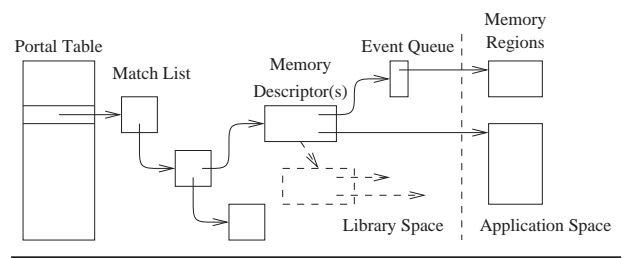 Portal Table
Match List
Memory
Descriptor(s)
Event Queue
Memory
Regions
Library Space
Application Space